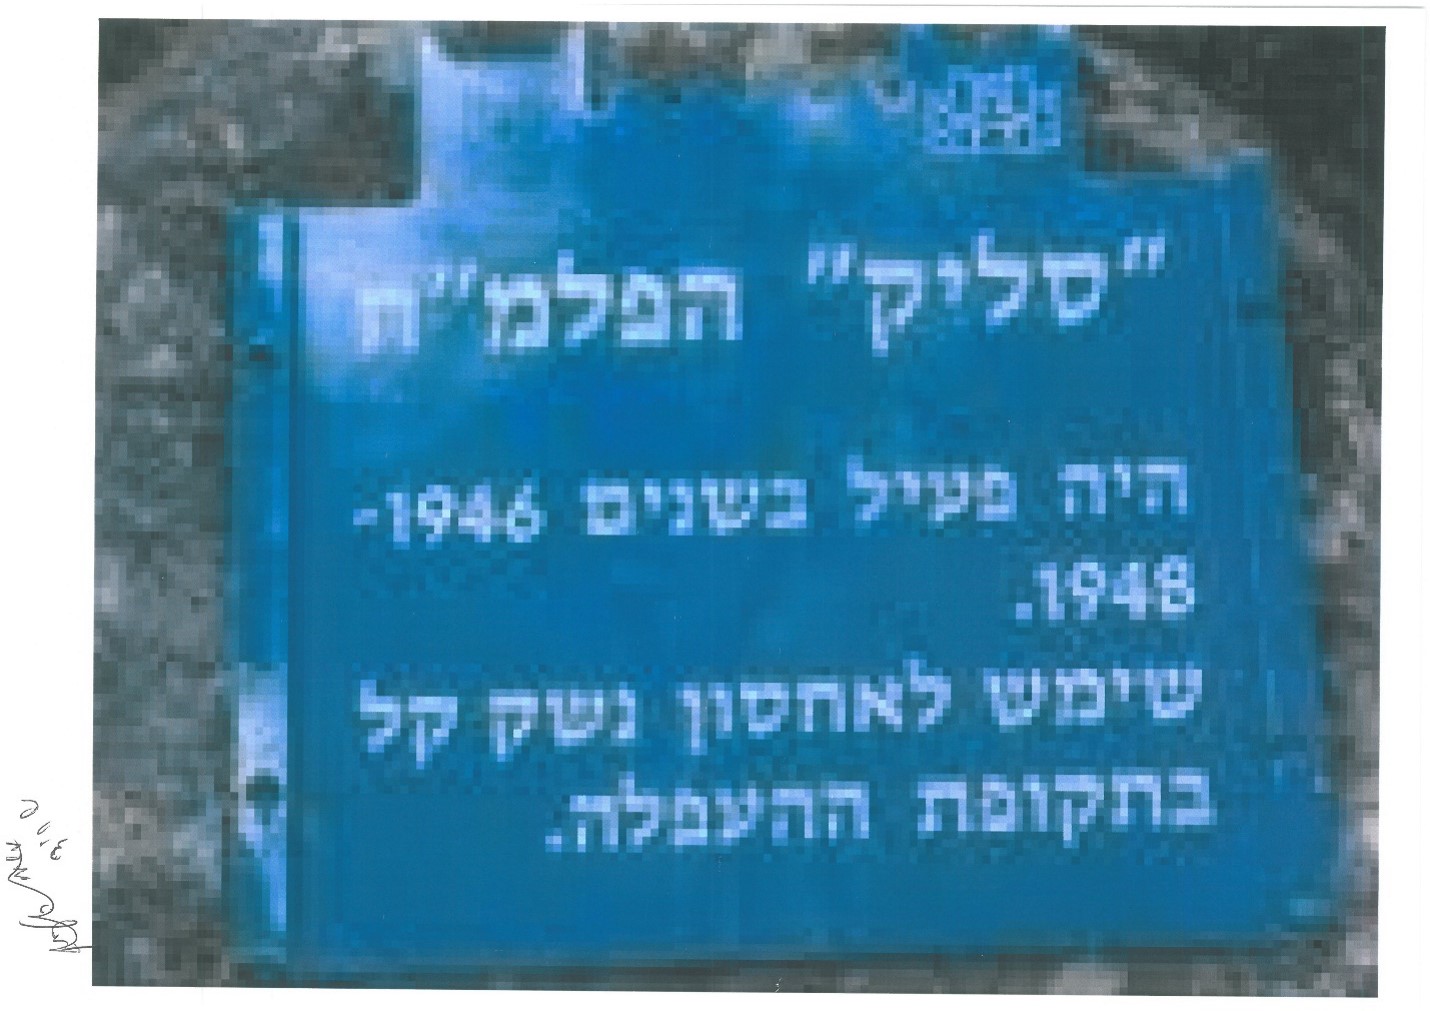 "סליק" הפלמ"ח
היה פעיל בשנים 1946-
1948.
שימש לאחסון נשק קל
בתקופת ההעפלה.